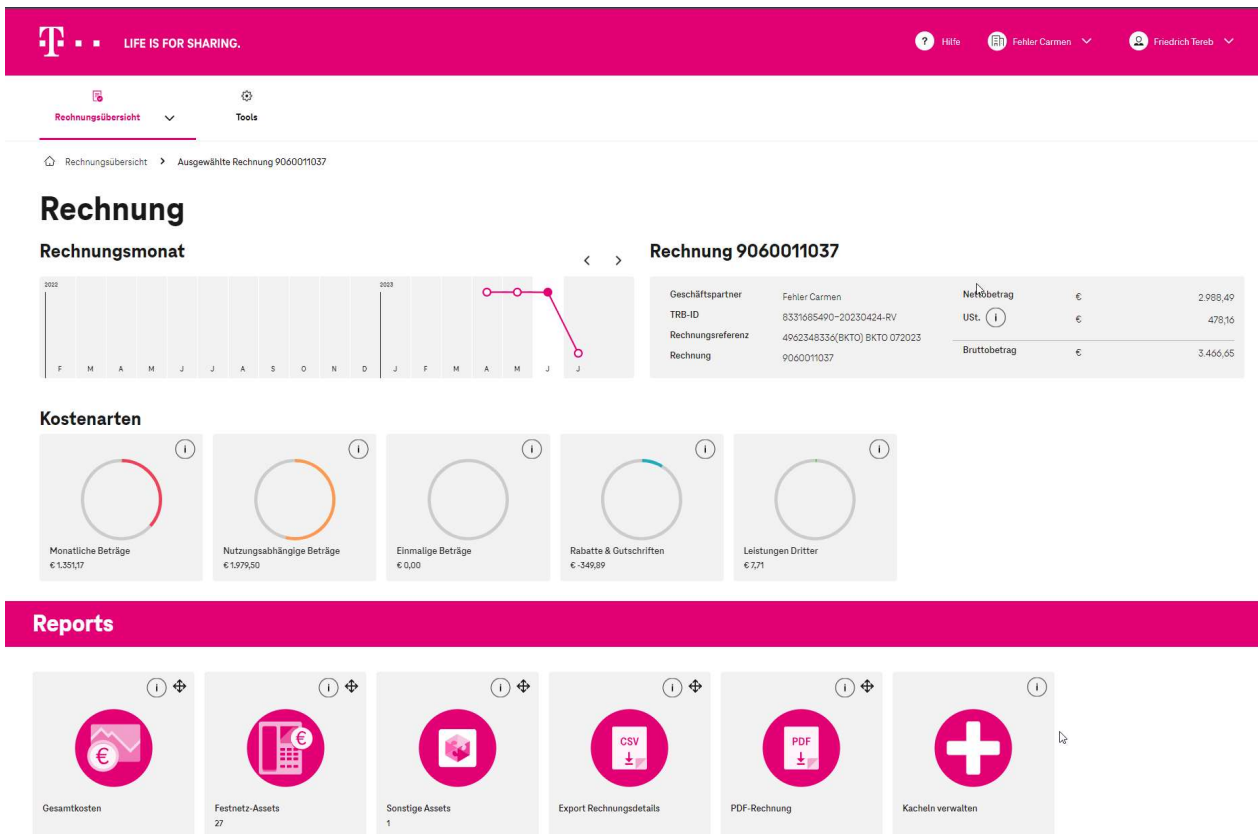 T LIFE IS FOR SHARING.
? Hilfe Fehler Carmen Friedrich Tereb
Rechnungsübersicht Tools
Rechnungsübersicht > Ausgewählte Rechnung 9060011037
Rechnung
Rechnungsmonat < >
2022 2023
F M A M J J A S O N D J F M A M J J
Rechnung 9060011037
Geschäftspartner Fehler Carmen
TRB-ID 8331685490-20230424-RV
Rechnungsreferenz 4962348336(BKTO) BKTO 072023
Rechnung 9060011037
Nettobetrag € 2.988,49
USt. i € 478,16
Bruttobetrag € 3.466,65
Kostenarten
i i i i i
Monatliche Beträge
€ 1.351,17
Nutzungsabhängige Beträge
€ 1.979,50
Einmalige Beträge
€ 0,00
Rabatte & Gutschriften
€ -349,89
Leistungen Dritter
€ 7,71
Reports
i i i i i i
€ € CSV PDF
Gesamtkosten
Festnetz-Assets
27
Sonstige Assets
1
Export Rechnungsdetails
PDF-Rechnung
Kacheln verwalten